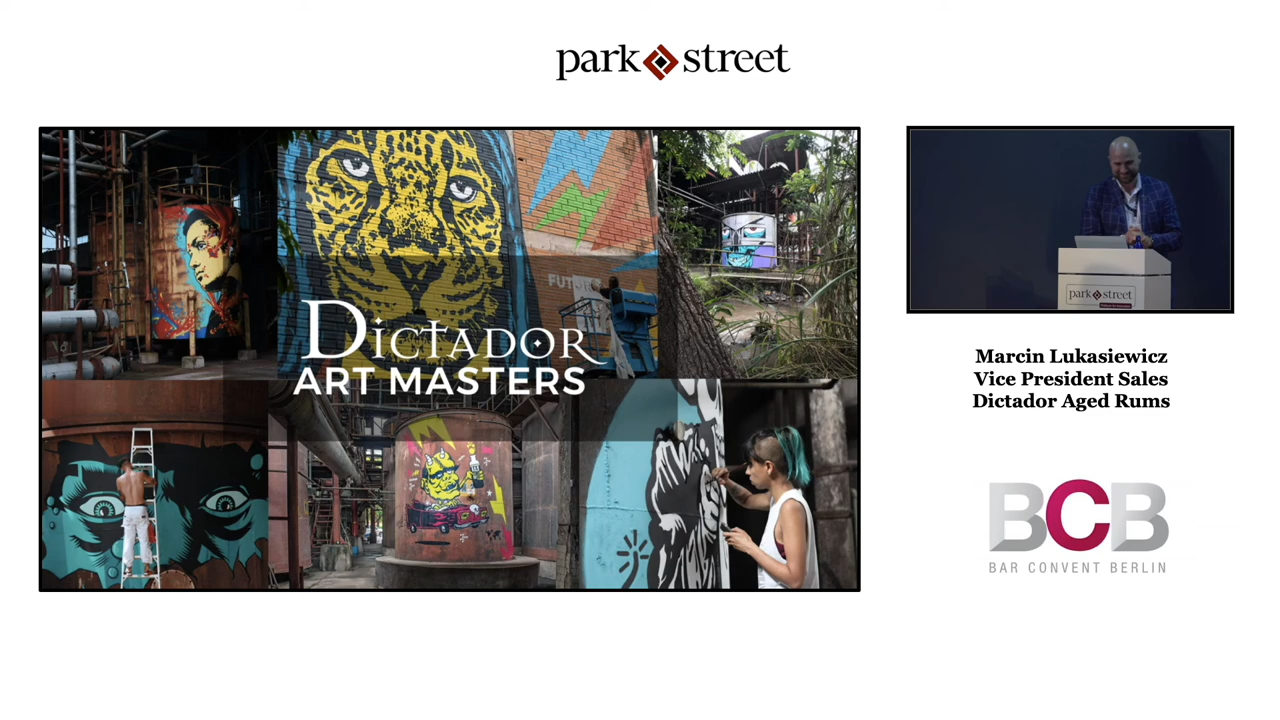 park street
FUTU
DICTADOR
ART MASTERS
park street
Marcin Lukasiewicz
Vice President Sales
Dictador Aged Rums
BCB
BAR CONVENT BERLIN